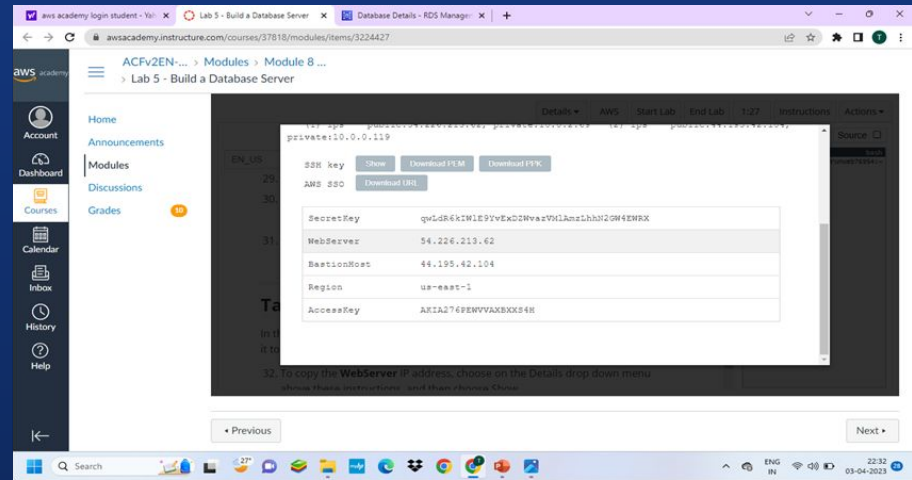 aws academy login student - Yah
Lab 5 - Build a Database Server
Database Details - RDS Manager
awsacademy.instructure.com/courses/37818/modules/items/3224427
aws academy
ACFv2EN-... > Modules > Module 8 ...
> Lab 5 - Build a Database Server
Account
Dashboard
Courses
Calendar
Inbox
History
Help
Home
Announcements
Modules
Discussions
Grades 10
Details AWS Start Lab End Lab 1:27 Instructions Actions
Source
EN_US
29.
30.
31.
private:10.0.0.119
SSH key Show Download PEM Download PPK
AWS SSO Download URL
SecretKey
WebServer 54.226.213.62
BastionHost 44.195.42.104
Region us-east-1
AccessKey
Ta
In th
it to
32. To copy the WebServer IP address, choose on the Details drop down menu
above these instructions, and then choose Show.
Previous
Next
Search
27°
ENG
IN
22:32
03-04-2023